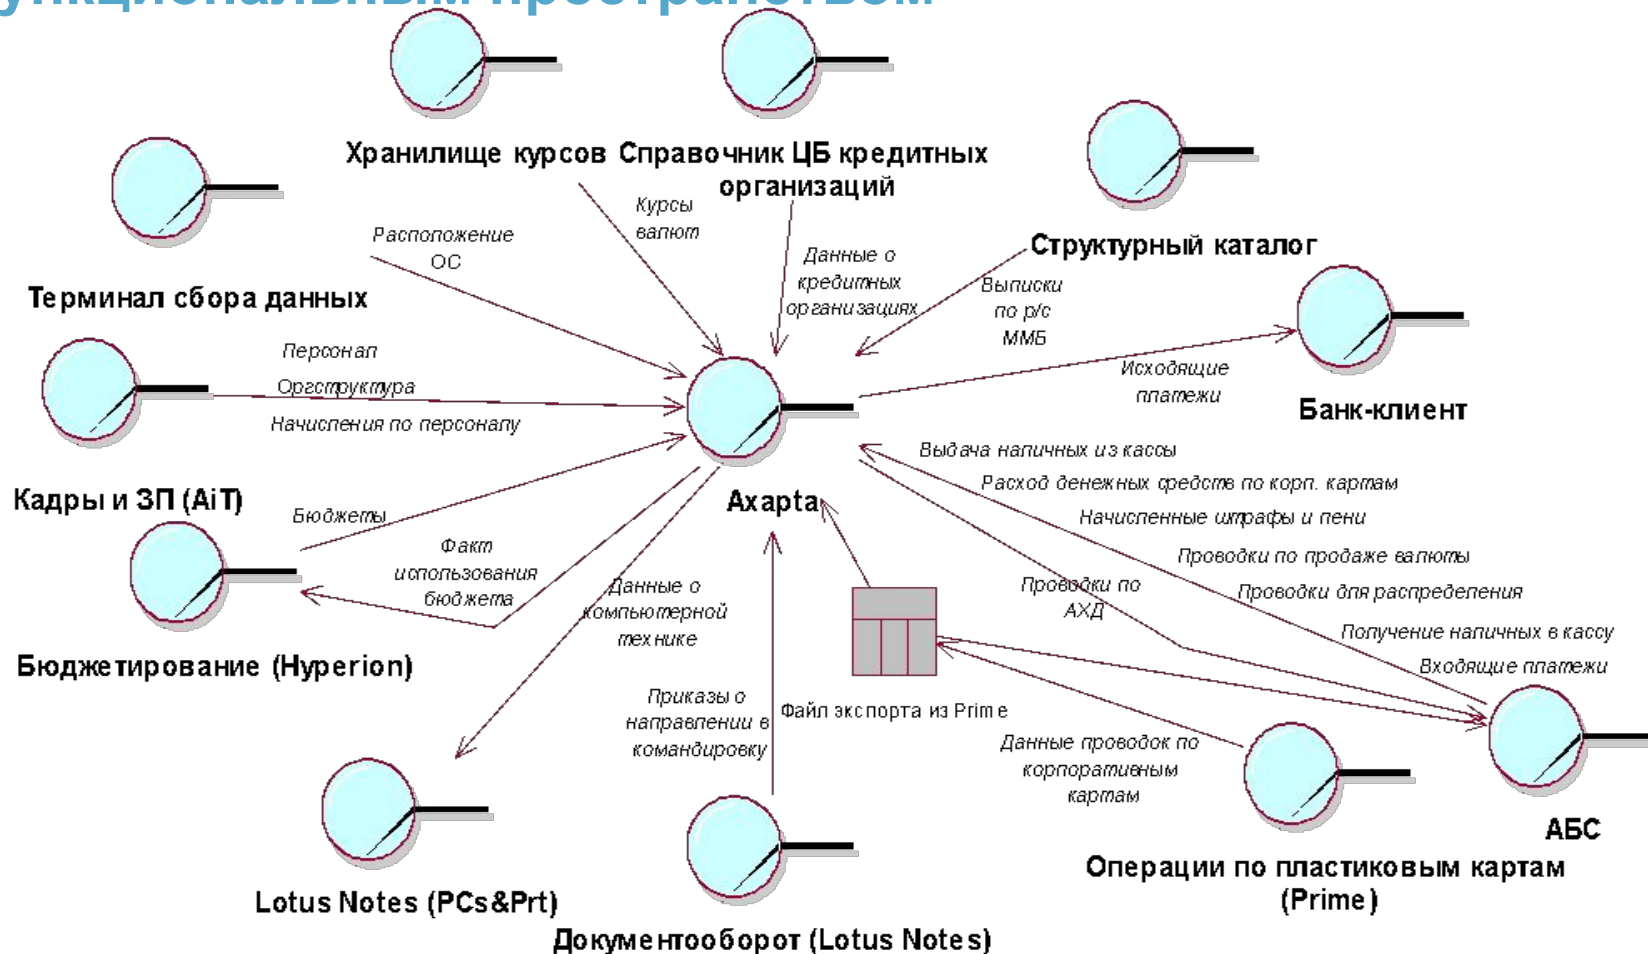 ункциональным пространством
Хранилище курсов
Справочник ЦБ кредитных
организаций
Структурный каталог
Терминал сбора данных
Расположение
ОС
Курсы
валют
Данные о
кредитных
организациях
Выписки
по р/с
ММБ
Исходящие
платежи
Банк-клиент
Персонал
Оргструктура
Начисления по персоналу
Кадры и ЗП (AiT)
Axapta
Выдача наличных из кассы
Расход денежных средств по корп. картам
Начисленные штрафы и пени
Проводки по продаже валюты
Проводки для распределения
Получение наличных в кассу
Входящие платежи
Проводки по
АХД
Бюджеты
Факт
использования
бюджета
Бюджетирование (Hyperion)
Данные о
компьютерной
технике
Приказы о
направлении в
командировку
Файл экспорта из Prime
Данные проводок по
корпоративным
картам
АБС
Операции по пластиковым картам
(Prime)
Lotus Notes (PCs&Prt)
Документооборот (Lotus Notes)